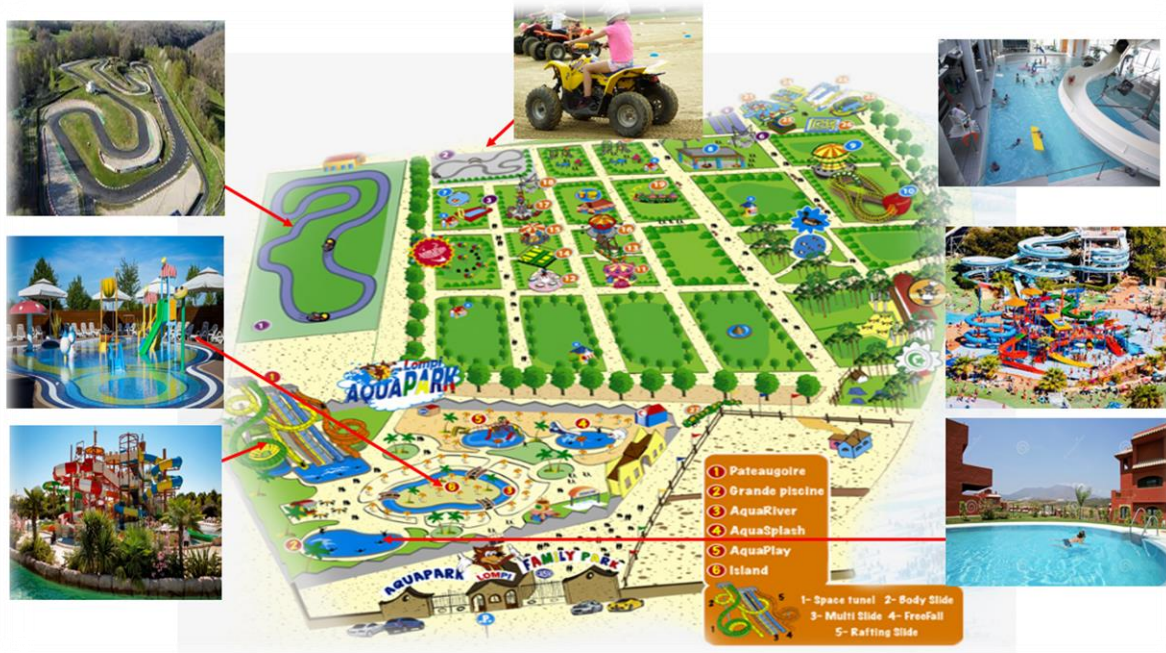 Lompi
AQUAPARK
AQUAPARK
LOMPI
FAMILY PARK
P
1 Pateaugoire
2 Grande piscine
3 AquaRiver
4 AquaSplash
5 AquaPlay
6 Island
1- Space tunel 2- Body Slide
3- Multi Slide 4- FreeFall
5- Rafting Slide